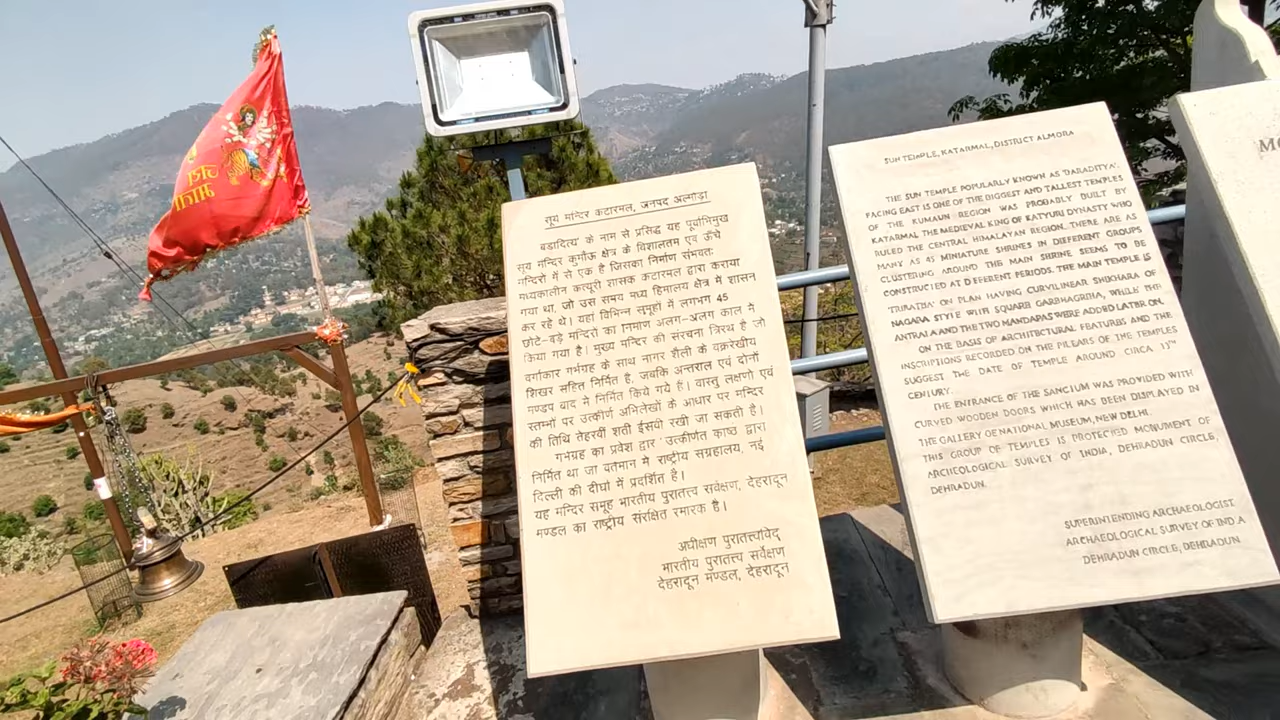 जय
माता
सूर्य मन्दिर कटारमल, जनपद अल्मोड़ा
बड़ादित्य' के नाम से प्रसिद्ध यह पूर्वाभिमुख
सूर्य मन्दिर कुमाँऊ क्षेत्र के विशालतम एवं ऊँचे
मन्दिरों में से एक है जिसका निर्माण संभवतः
मध्यकालीन कत्यूरी शासक कटारमल द्वारा कराया
गया था, जो उस समय मध्य हिमालय क्षेत्र में शासन
कर रहे थे। यहाँ विभिन्न समूहों में लगभग 45
छोटे-बड़े मन्दिरों का निर्माण अलग-अलग काल में
किया गया है। मुख्य मन्दिर की संरचना त्रिरथ है जो
वर्गाकार गर्भग्रह के साथ नागर शैली के वक्ररेखीय
शिखर सहित निर्मित है, जबकि अन्तराल एवं दोनों
मण्डप बाद में निर्मित किये गये हैं। वास्तु लक्षणो एवं
स्तम्भों पर उत्कीर्ण अभिलेखों के आधार पर मन्दिर
की तिथि तेहरवीं शती ईसवी रखी जा सकती है।
गर्भग्रह का प्रवेश द्वार उत्कीर्णत काष्ठ द्वारा
निर्मित था जो वर्तमान में राष्ट्रीय संग्रहालय, नई
दिल्ली की दीर्घा में प्रदर्शित है।
यह मन्दिर समूह भारतीय पुरातत्त्व सर्वेक्षण, देहरादून
मण्डल का राष्ट्रीय संरक्षित स्मारक है।
अधीक्षण पुरातत्त्वविद्
भारतीय पुरातत्त्व सर्वेक्षण
देहरादून मण्डल, देहरादून
SUN TEMPLE, KATARMAL, DISTRICT ALMORA
THE SUN TEMPLE POPULARLY KNOWN AS 'BARADITYA'.
FACING EAST IS ONE OF THE BIGGEST AND TALLEST TEMPLES
OF THE KUMAUN REGION WAS PROBABLY BUILT BY
KATARMAL THE MEDIEVAL KING OF KATYURI DYNASTY WHO
RULED THE CENTRAL HIMALAYAN REGION. THERE ARE AS
MANY AS 45 MINIATURE SHRINES IN DIFFERENT GROUPS
CLUSTERING AROUND THE MAIN SHRINE SEEMS TO BE
CONSTRUCTED AT DEFERENT PERIODS. THE MAIN TEMPLE IS
'TRIRATHA' ON PLAN HAVING CURVILINEAR SHIKHARA OF
NAGARA STYLE WITH SQUARE GARBHAGRIHA, WHILE THE
ANTRALA AND THE TWO MANDAPAS WERE ADDED LATER ON.
ON THE BASIS OF ARCHITECTURAL FEATURES AND THE
INSCRIPTIONS RECORDED ON THE PILLARS OF THE TEMPLES
SUGGEST THE DATE OF TEMPLE AROUND CIRCA 13TH
CENTURY.
THE ENTRANCE OF THE SANCIUM WAS PROVIDED WITH
CURVED WOODEN DOORS WHICH HAS BEEN DISPLAYED IN
THE GALLERY OF NATIONAL MUSEUM, NEW DELHI.
THIS GROUP OF TEMPLES IS PROTECTED MONUMENT OF
ARCHEOLOGICAL SURVEY OF INDIA, DEHRADUN CIRCLE,
DEHRADUN.
SUPERINTENDING ARCHAEOLOGIST
ARCHAEOLOGICAL SURVEY OF INDIA
DEHRADUN CIRCLE, DEHRADUN